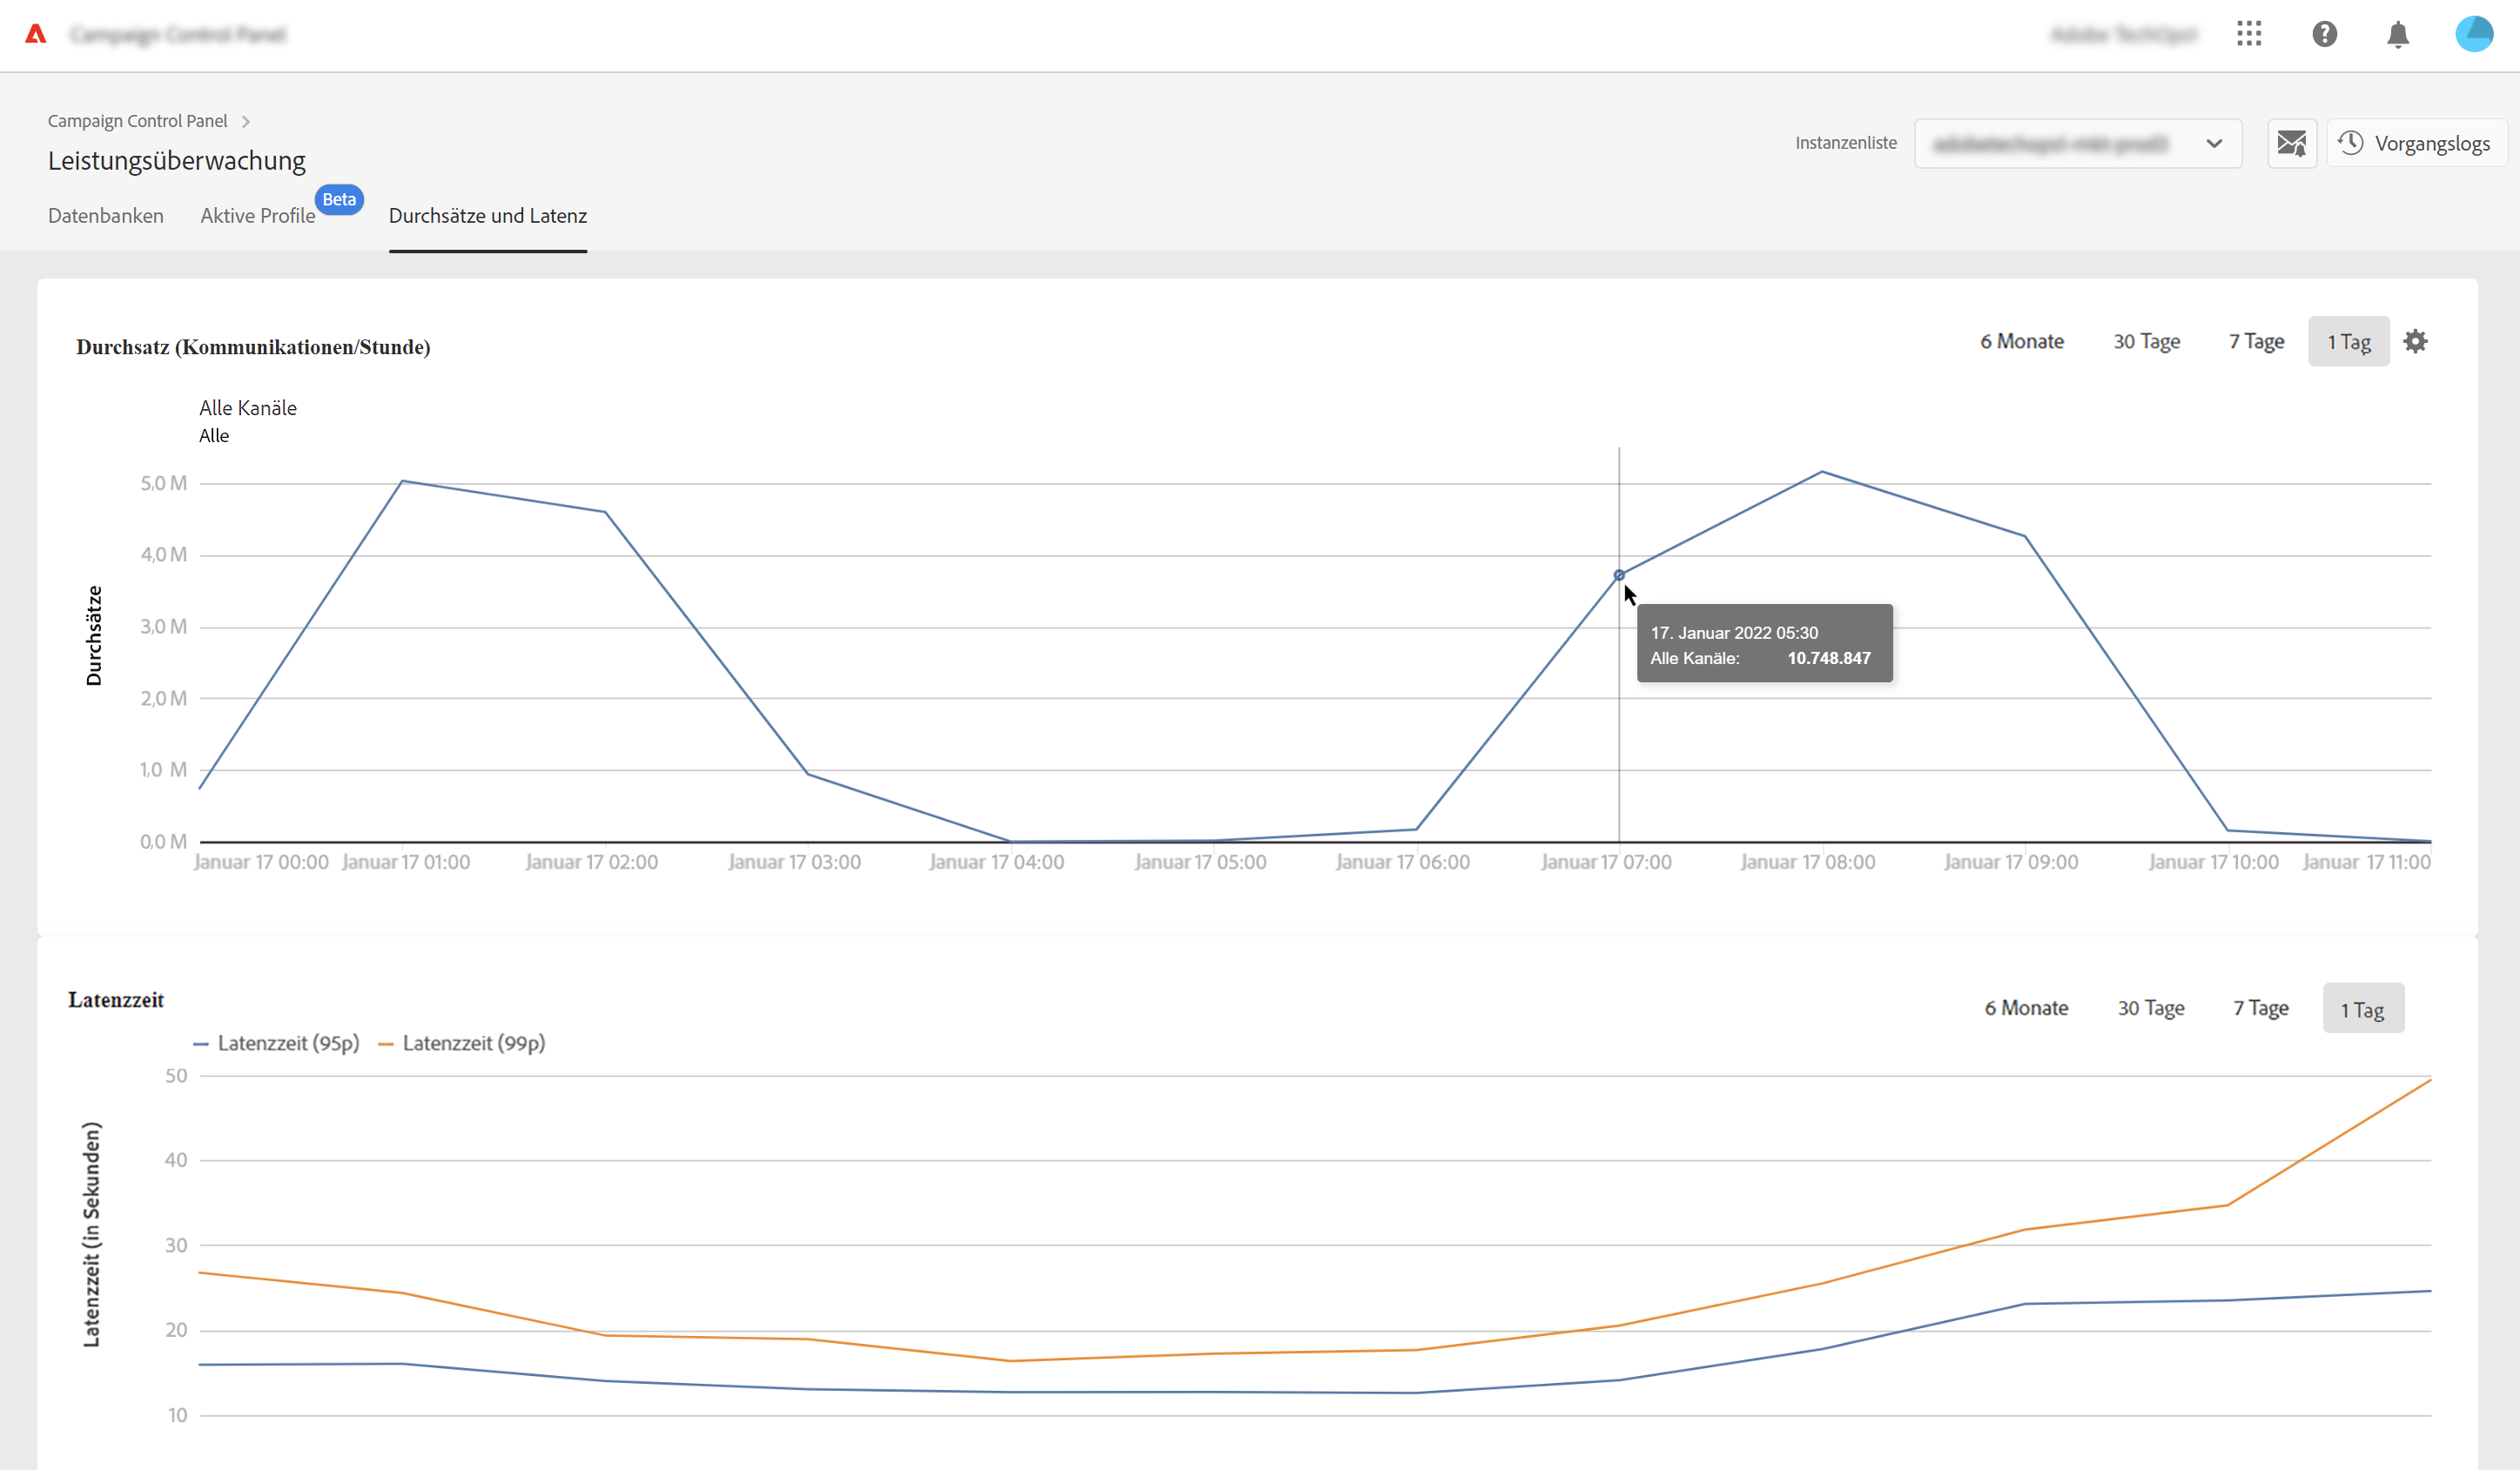 Campaign Control Panel
Campaign Control Panel
Leistungsüberwachung
Instanzenliste
Vorgangslogs
Datenbanken
Aktive Profile
Beta
Durchsätze und Latenz
Durchsatz (Kommunikationen/Stunde)
6 Monate
30 Tage
7 Tage
1 Tag
Alle Kanäle
Alle
Durchsätze
5,0 M
4,0 M
3,0 M
2,0 M
1,0 M
0,0 M
17. Januar 2022 05:30
Alle Kanäle: 10.748.847
Januar 17 00:00
Januar 17 01:00
Januar 17 02:00
Januar 17 03:00
Januar 17 04:00
Januar 17 05:00
Januar 17 06:00
Januar 17 07:00
Januar 17 08:00
Januar 17 09:00
Januar 17 10:00
Januar 17 11:00
Latenzzeit
6 Monate
30 Tage
7 Tage
1 Tag
Latenzzeit (95p)
Latenzzeit (99p)
Latenzzeit (in Sekunden)
50
40
30
20
10